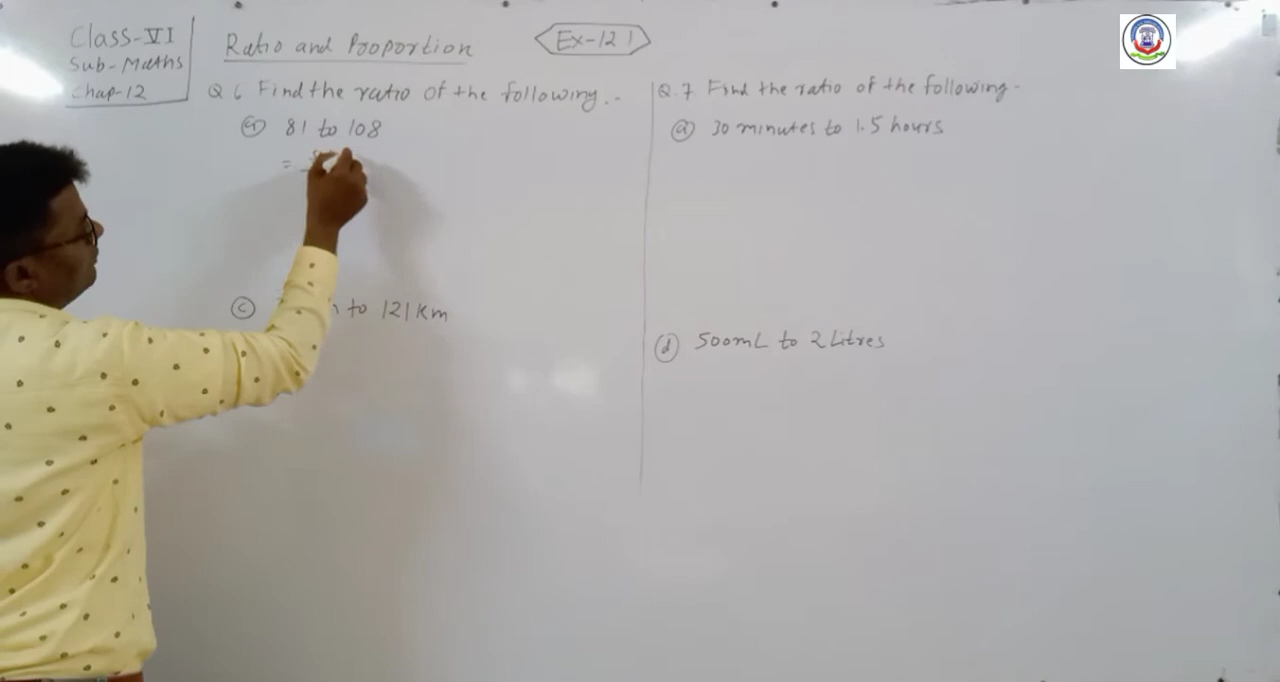 Class-VI
Sub-Maths
Chap-12
Ratio and Proportion
Ex-12.1
Q 6 Find the ratio of the following.-
(a) 81 to 108
=
(c) to 121 Km
Q.7 Find the ratio of the following-
(a) 30 minutes to 1.5 hours
(d) 500mL to 2 Litres